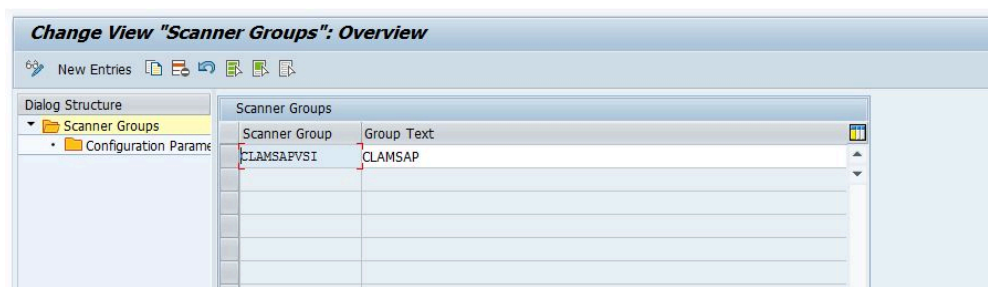 Change View "Scanner Groups": Overview
New Entries
Dialog Structure
Scanner Groups
Configuration Parame
Scanner Groups
Scanner Group Group Text
CLAMSAPVSI CLAMSAP